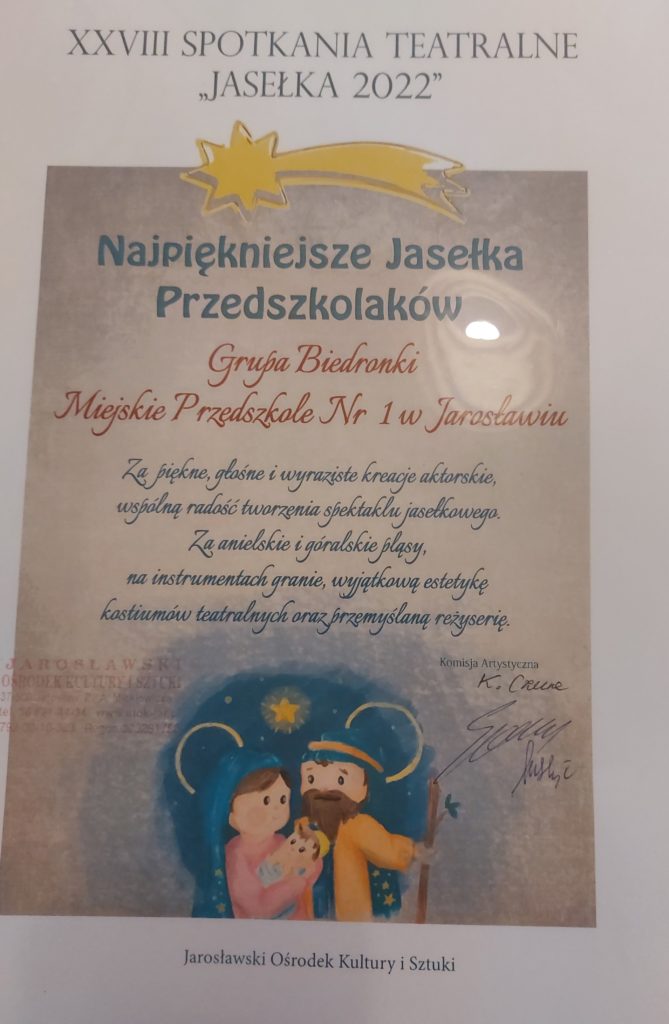 XXVIII SPOTKANIA TEATRALNE
„JASEŁKA 2022”
Najpiękniejsze Jasełka
Przedszkolaków
Grupa Biedronki
Miejskie Przedszkole Nr 1 w Jarosławiu
Za piękne, głośne i wyraziste kreacje aktorskie,
wspólną radość tworzenia spektaklu jasełkowego.
Za anielskie i góralskie pląsy,
na instrumentach granie, wyjątkową estetykę
kostiumów teatralnych oraz przemyślaną reżyserię.
JAROSŁAWSKI
OŚRODEK KULTURY I SZTUKI
Komisja Artystyczna
K.
Jarosławski Ośrodek Kultury i Sztuki